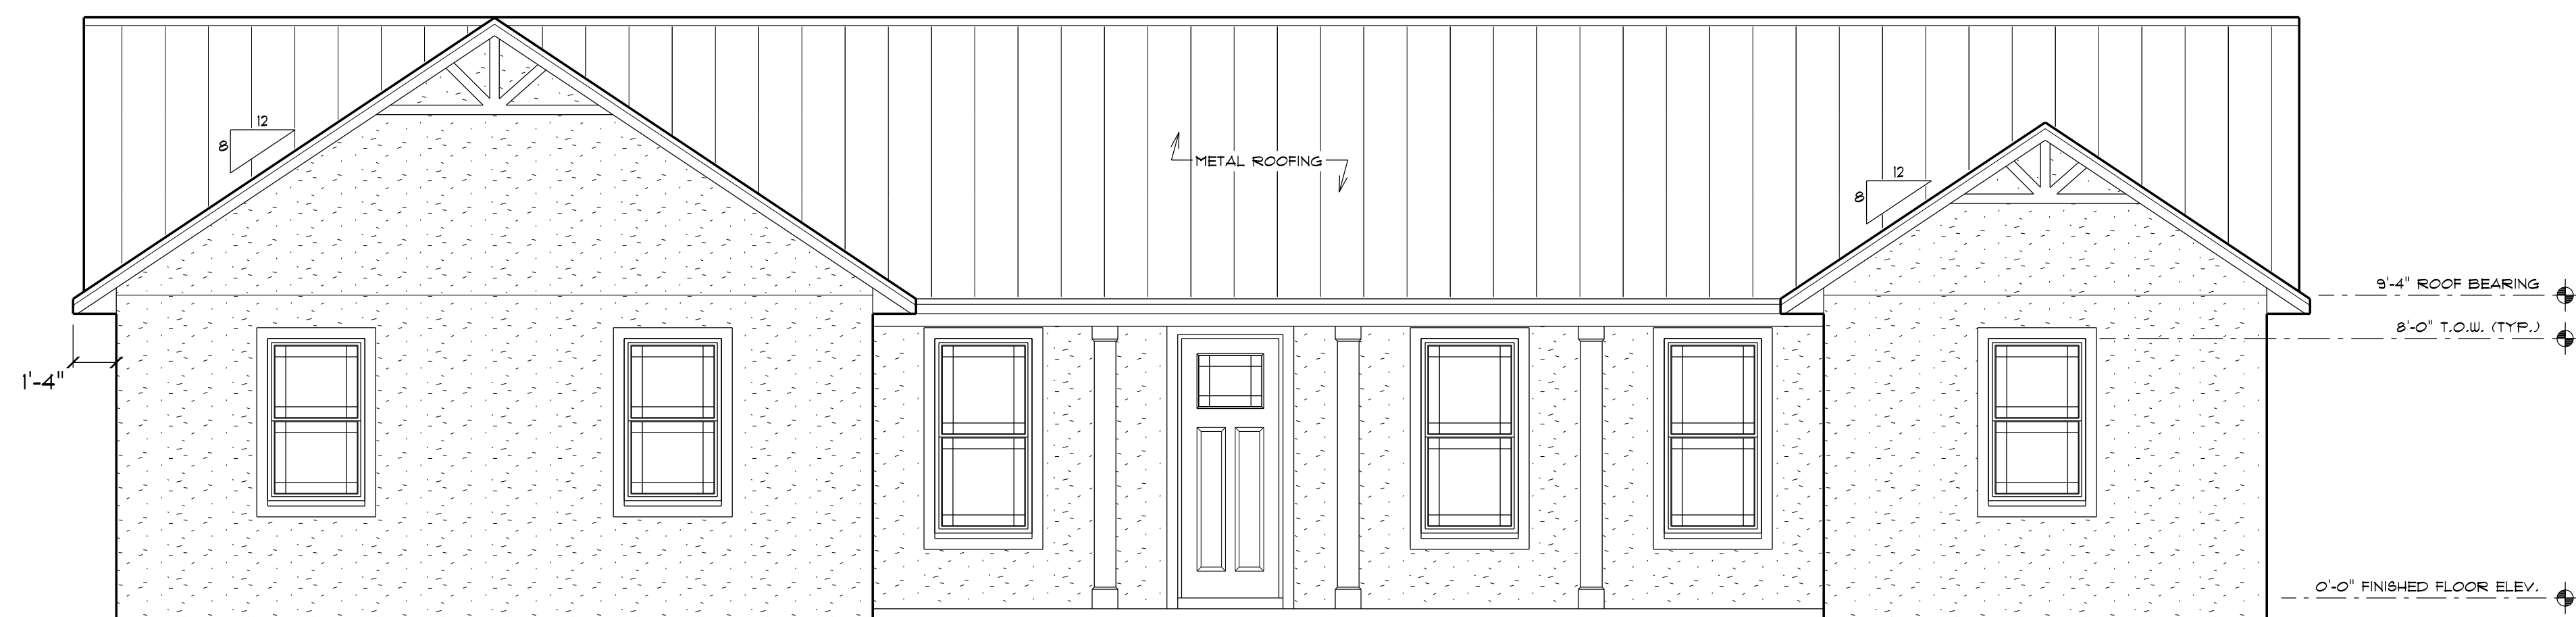 12
8
METAL ROOFING
12
8
9'-4" ROOF BEARING
8'-0" T.O.W. (TYP.)
1'-4"
0'-0" FINISHED FLOOR ELEV.